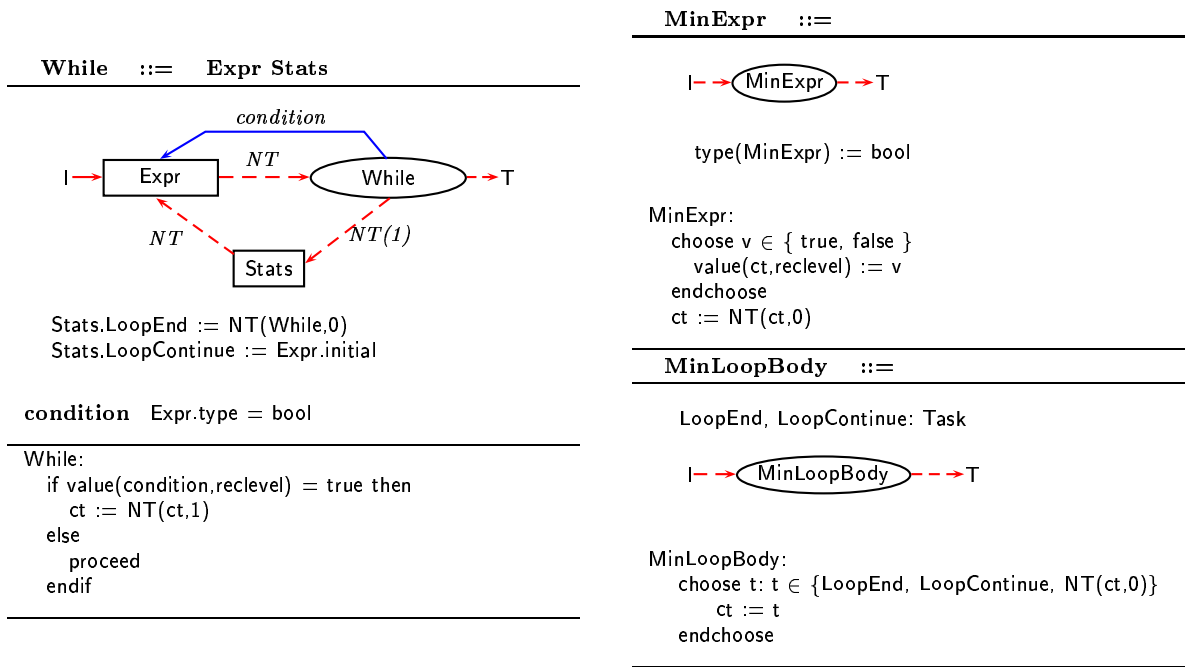 While ::= Expr Stats
condition
I
Expr
NT
While
T
NT
NT(1)
Stats
Stats.LoopEnd := NT(While,0)
Stats.LoopContinue := Expr.initial
condition Expr.type = bool
While:
if value(condition,reclevel) = true then
ct := NT(ct,1)
else
proceed
endif
MinExpr ::=
I
MinExpr
T
type(MinExpr) := bool
MinExpr:
choose v ∈ { true, false }
value(ct,reclevel) := v
endchoose
ct := NT(ct,0)
MinLoopBody ::=
LoopEnd, LoopContinue: Task
I
MinLoopBody
T
MinLoopBody:
choose t: t ∈ {LoopEnd, LoopContinue, NT(ct,0)}
ct := t
endchoose